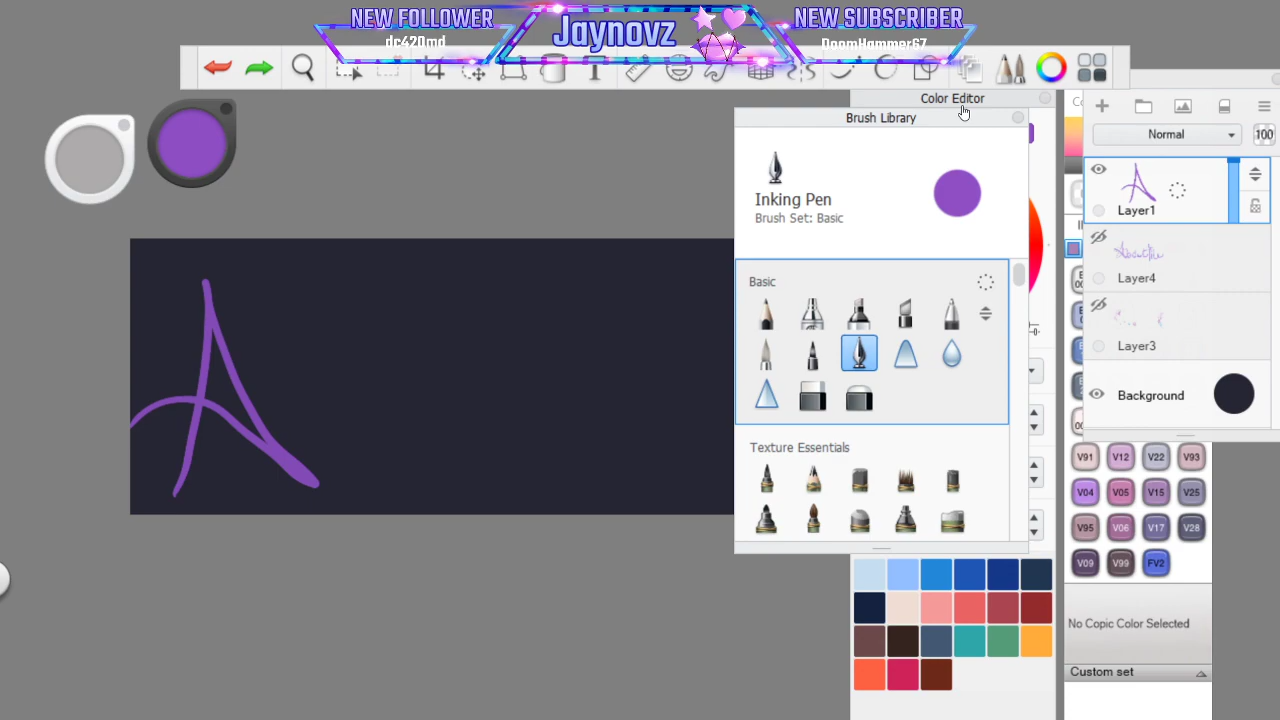 NEW FOLLOWER
dc420md
Jaynovz
NEW SUBSCRIBER
DoomHammer67
Color Editor
Brush Library
Inking Pen
Brush Set: Basic
Basic
Texture Essentials
Normal
100
Layer1
Layer4
Layer3
Background
V91 V12 V22 V93
V04 V05 V15 V25
V95 V06 V17 V28
V09 V99 FV2
No Copic Color Selected
Custom set
A